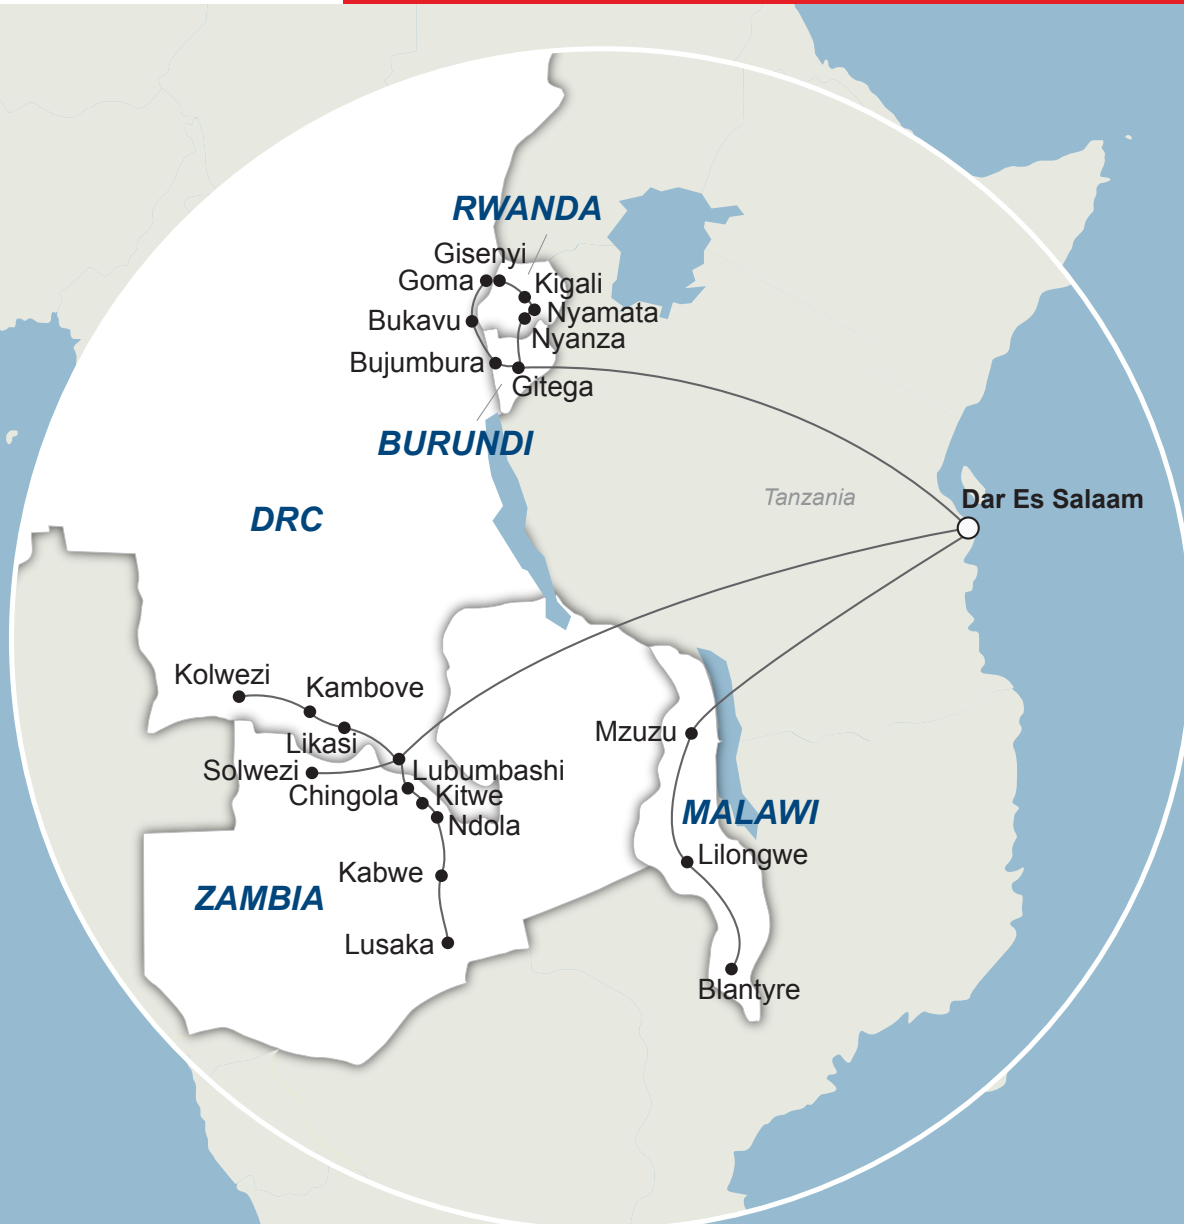 RWANDA
Gisenyi
Goma
Kigali
Nyamata
Bukavu
Nyanza
Bujumbura
Gitega
BURUNDI
Tanzania
Dar Es Salaam
DRC
Kolwezi
Kambove
Mzuzu
Likasi
Solwezi
Lubumbashi
Chingola
Kitwe
MALAWI
Ndola
Lilongwe
Kabwe
ZAMBIA
Lusaka
Blantyre